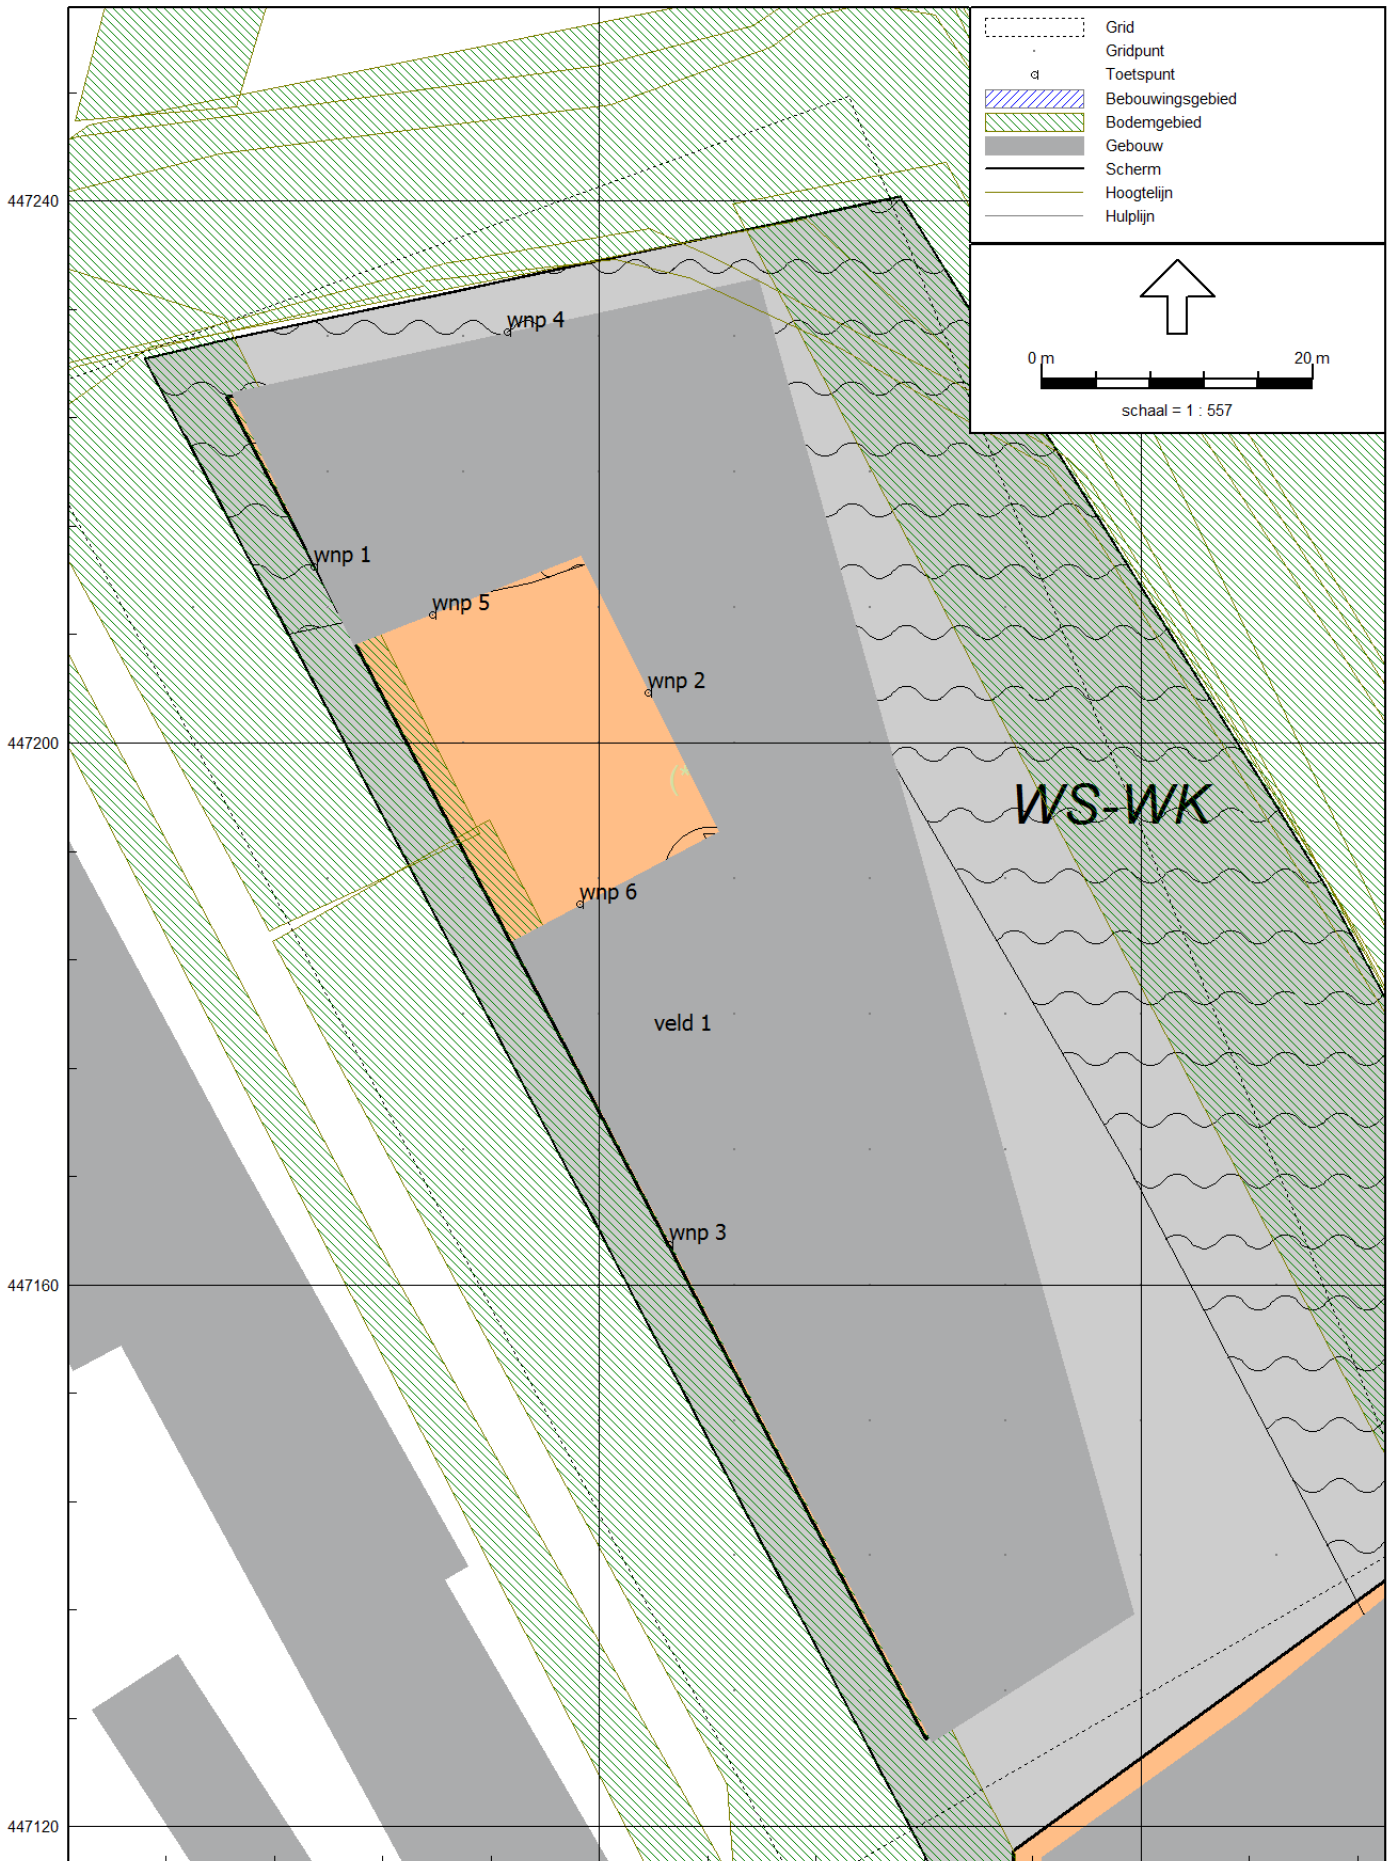 Grid
Gridpunt
Toetspunt
Bebouwingsgebied
Bodemgebied
Gebouw
Scherm
Hoogtelijn
Hulplijn
0 m 20 m
schaal = 1 : 557
447240
wnp 4
wnp 1
wnp 5
wnp 2
447200
(*
WS-WK
wnp 6
veld 1
wnp 3
447160
447120